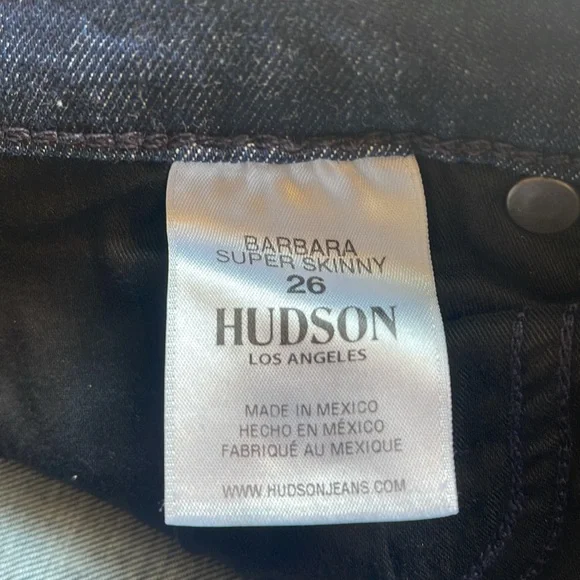 BARBARA
SUPER SKINNY
26
HUDSON
LOS ANGELES
MADE IN MEXICO
HECHO EN MÉXICO
FABRIQUÉ AU MEXIQUE
WWW.HUDSONJEANS.COM